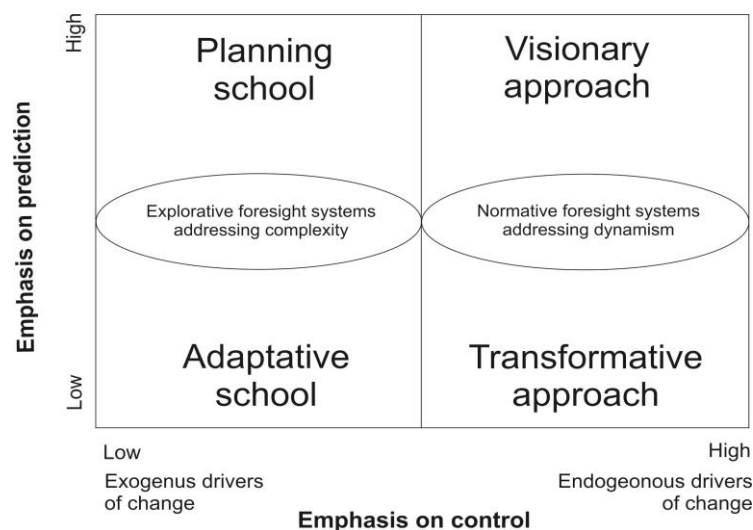 High
Planning
school
Visionary
approach
Emphasis on prediction
Explorative foresight systems
addressing complexity
Normative foresight systems
addressing dynamism
Adaptative
school
Transformative
approach
Low
Low
High
Exogenus drivers
of change
Endogeonous drivers
of change
Emphasis on control